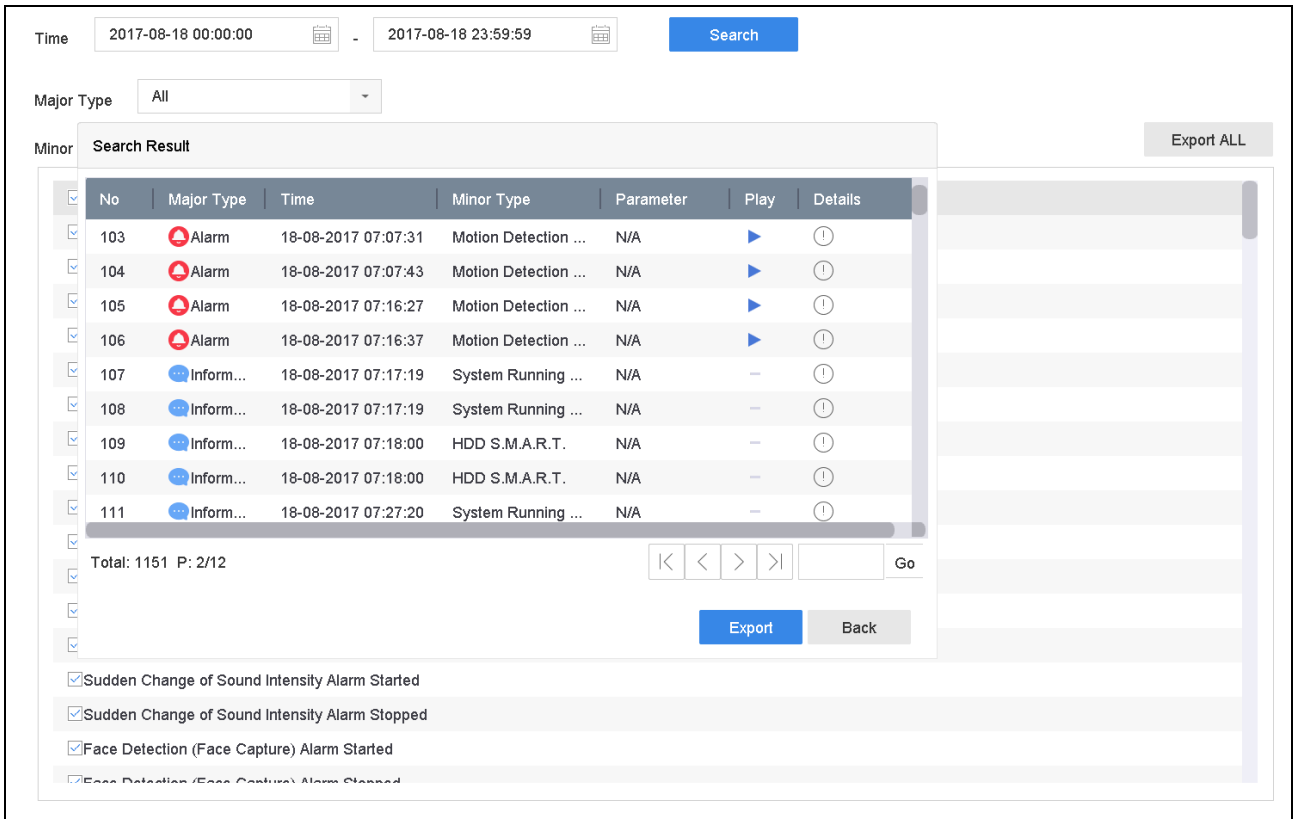 Time 2017-08-18 00:00:00 - 2017-08-18 23:59:59 Search
Major Type All
Minor
Export ALL
Search Result
No Major Type Time Minor Type Parameter Play Details
103 Alarm 18-08-2017 07:07:31 Motion Detection ... N/A
104 Alarm 18-08-2017 07:07:43 Motion Detection ... N/A
105 Alarm 18-08-2017 07:16:27 Motion Detection ... N/A
106 Alarm 18-08-2017 07:16:37 Motion Detection ... N/A
107 Inform... 18-08-2017 07:17:19 System Running ... N/A
108 Inform... 18-08-2017 07:17:19 System Running ... N/A
109 Inform... 18-08-2017 07:18:00 HDD S.M.A.R.T. N/A
110 Inform... 18-08-2017 07:18:00 HDD S.M.A.R.T. N/A
111 Inform... 18-08-2017 07:27:20 System Running ... N/A
Total: 1151 P: 2/12 Go
Export Back
Sudden Change of Sound Intensity Alarm Started
Sudden Change of Sound Intensity Alarm Stopped
Face Detection (Face Capture) Alarm Started
Face Detection (Face Capture) Alarm Stopped